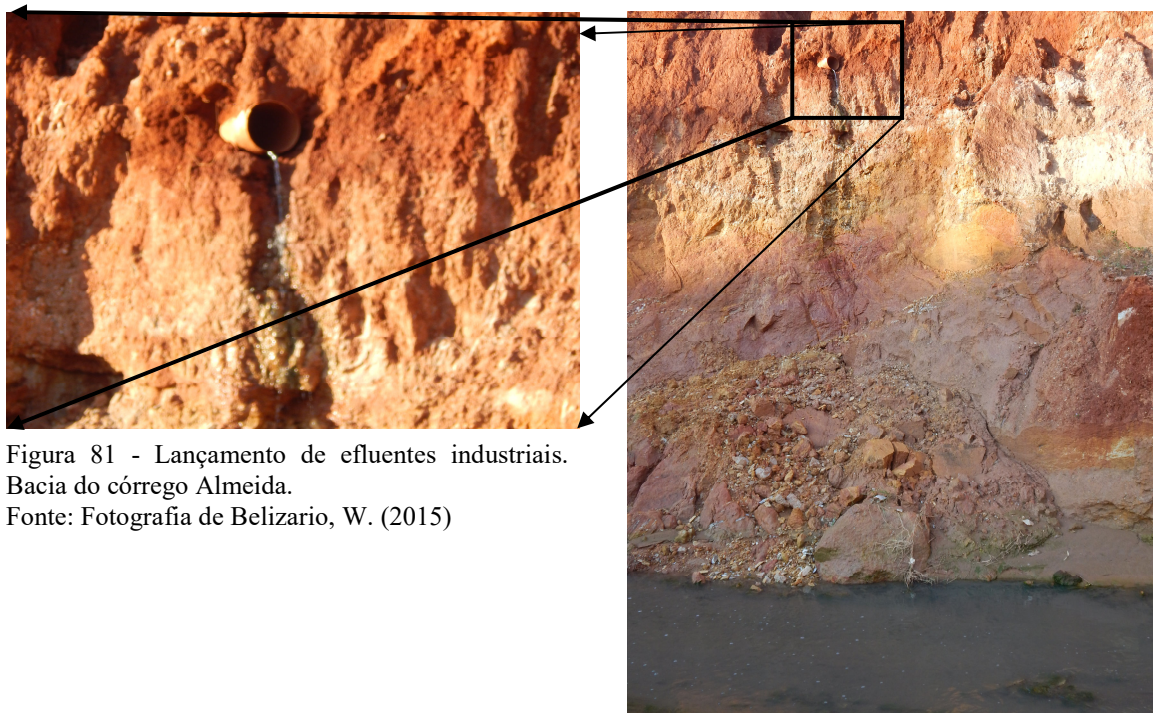 Figura 81 - Lançamento de efluentes industriais.
Bacia do córrego Almeida.
Fonte: Fotografia de Belizario, W. (2015)